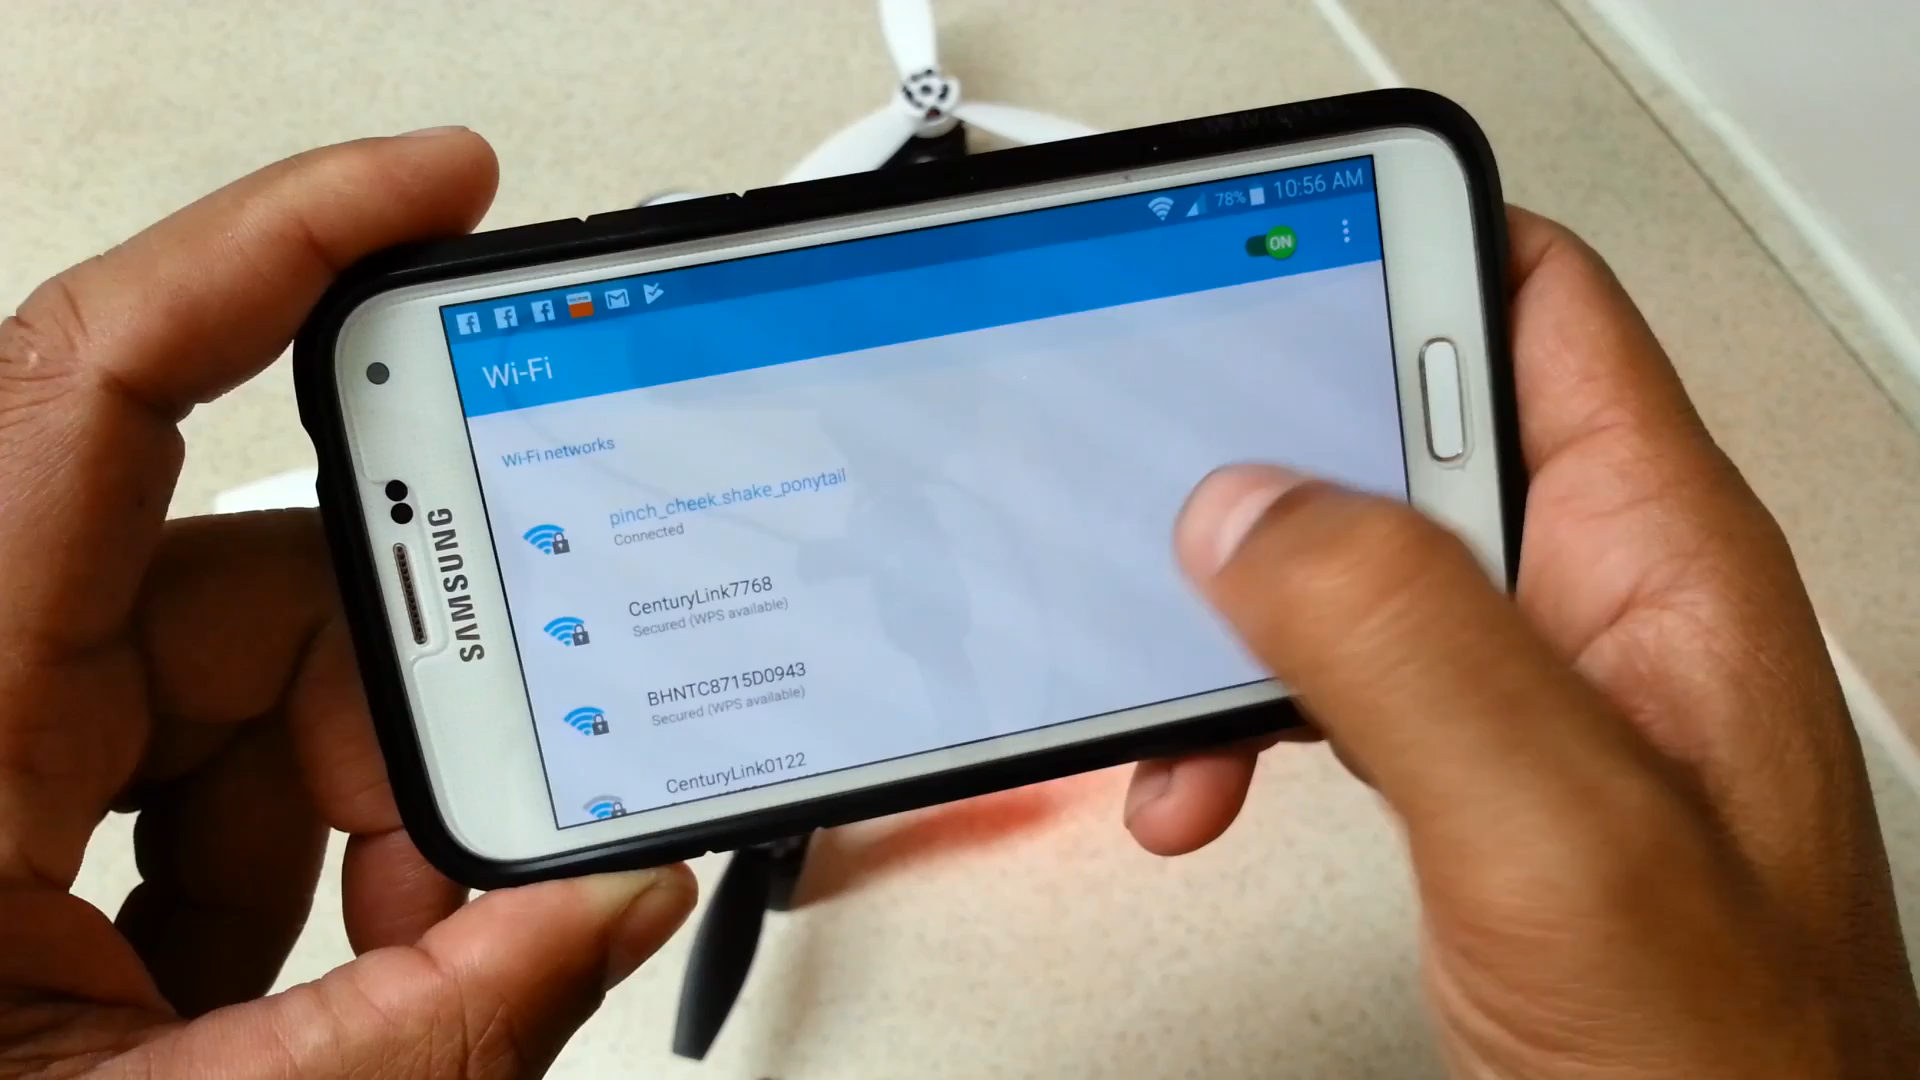 78% 10:56 AM
ON
Wi-Fi
Wi-Fi networks
pinch_cheek.shake_ponytail
Connected
CenturyLink7768
Secured (WPS available)
BHNTC8715D0943
Secured (WPS available)
CenturyLink0122
SAMSUNG